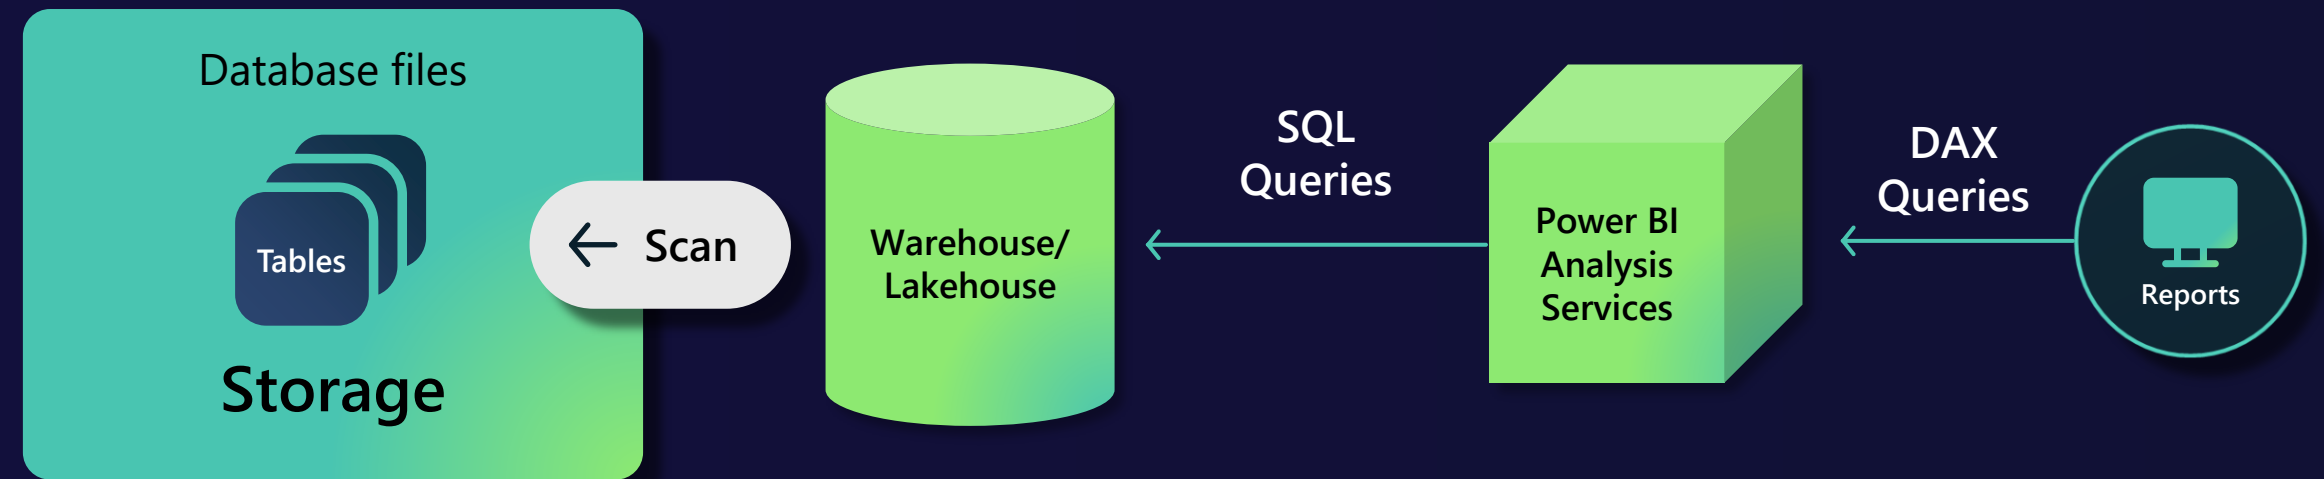 Database files
Tables
Storage
Scan
Warehouse/
Lakehouse
SQL
Queries
Power BI
Analysis
Services
DAX
Queries
Reports